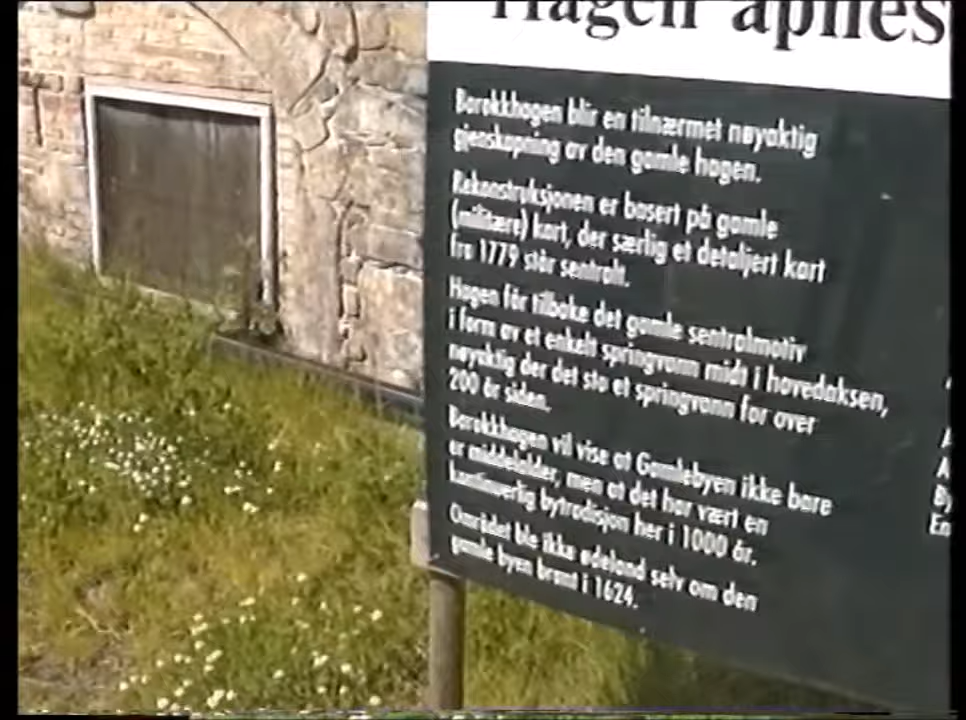 Hagen åpnes
Barokkhagen blir en tilnærmet nøyaktig
gjenskapning av den gamle hagen.
Rekonstruksjonen er basert på gamle
(militære) kart, der særlig et detaljert kart
fra 1779 står sentralt.
Hagen får tilbake det gamle sentralmotiv
i form av et enkelt springvann midt i hovedaksen,
nøyaktig der det sto et springvann for over
200 år siden.
Barokkhagen vil vise at Gamlebyen ikke bare
er middelalder, men at det har vært en
kontinuerlig bytradisjon her i 1000 år.
Området ble ikke ødeland selv om den
gamle byen brant i 1624.